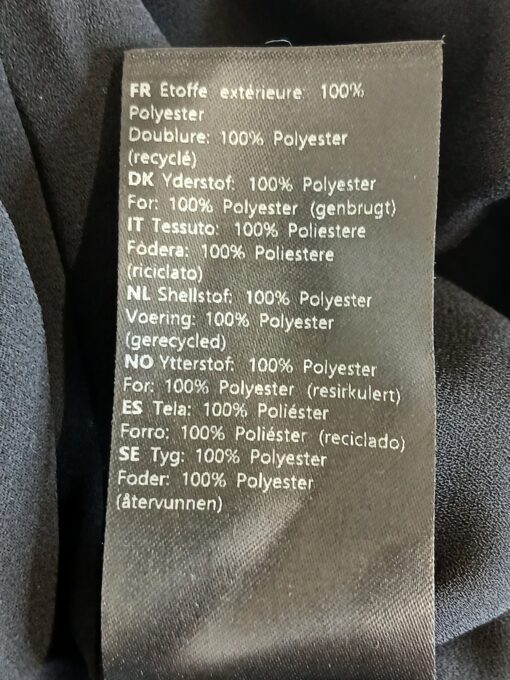 FR Etoffe extérieure: 100%
Polyester
Doublure: 100% Polyester
(recyclé)
DK Yderstof: 100% Polyester
For: 100% Polyester (genbrugt)
IT Tessuto: 100% Poliestere
Fodera: 100% Poliestere
(riciclato)
NL Shellstof: 100% Polyester
Voering: 100% Polyester
(gerecycled)
NO Ytterstof: 100% Polyester
For: 100% Polyester (resirkulert)
ES Tela: 100% Poliéster
Forro: 100% Poliéster (reciclado)
SE Tyg: 100% Polyester
Foder: 100% Polyester
(återvunnen)